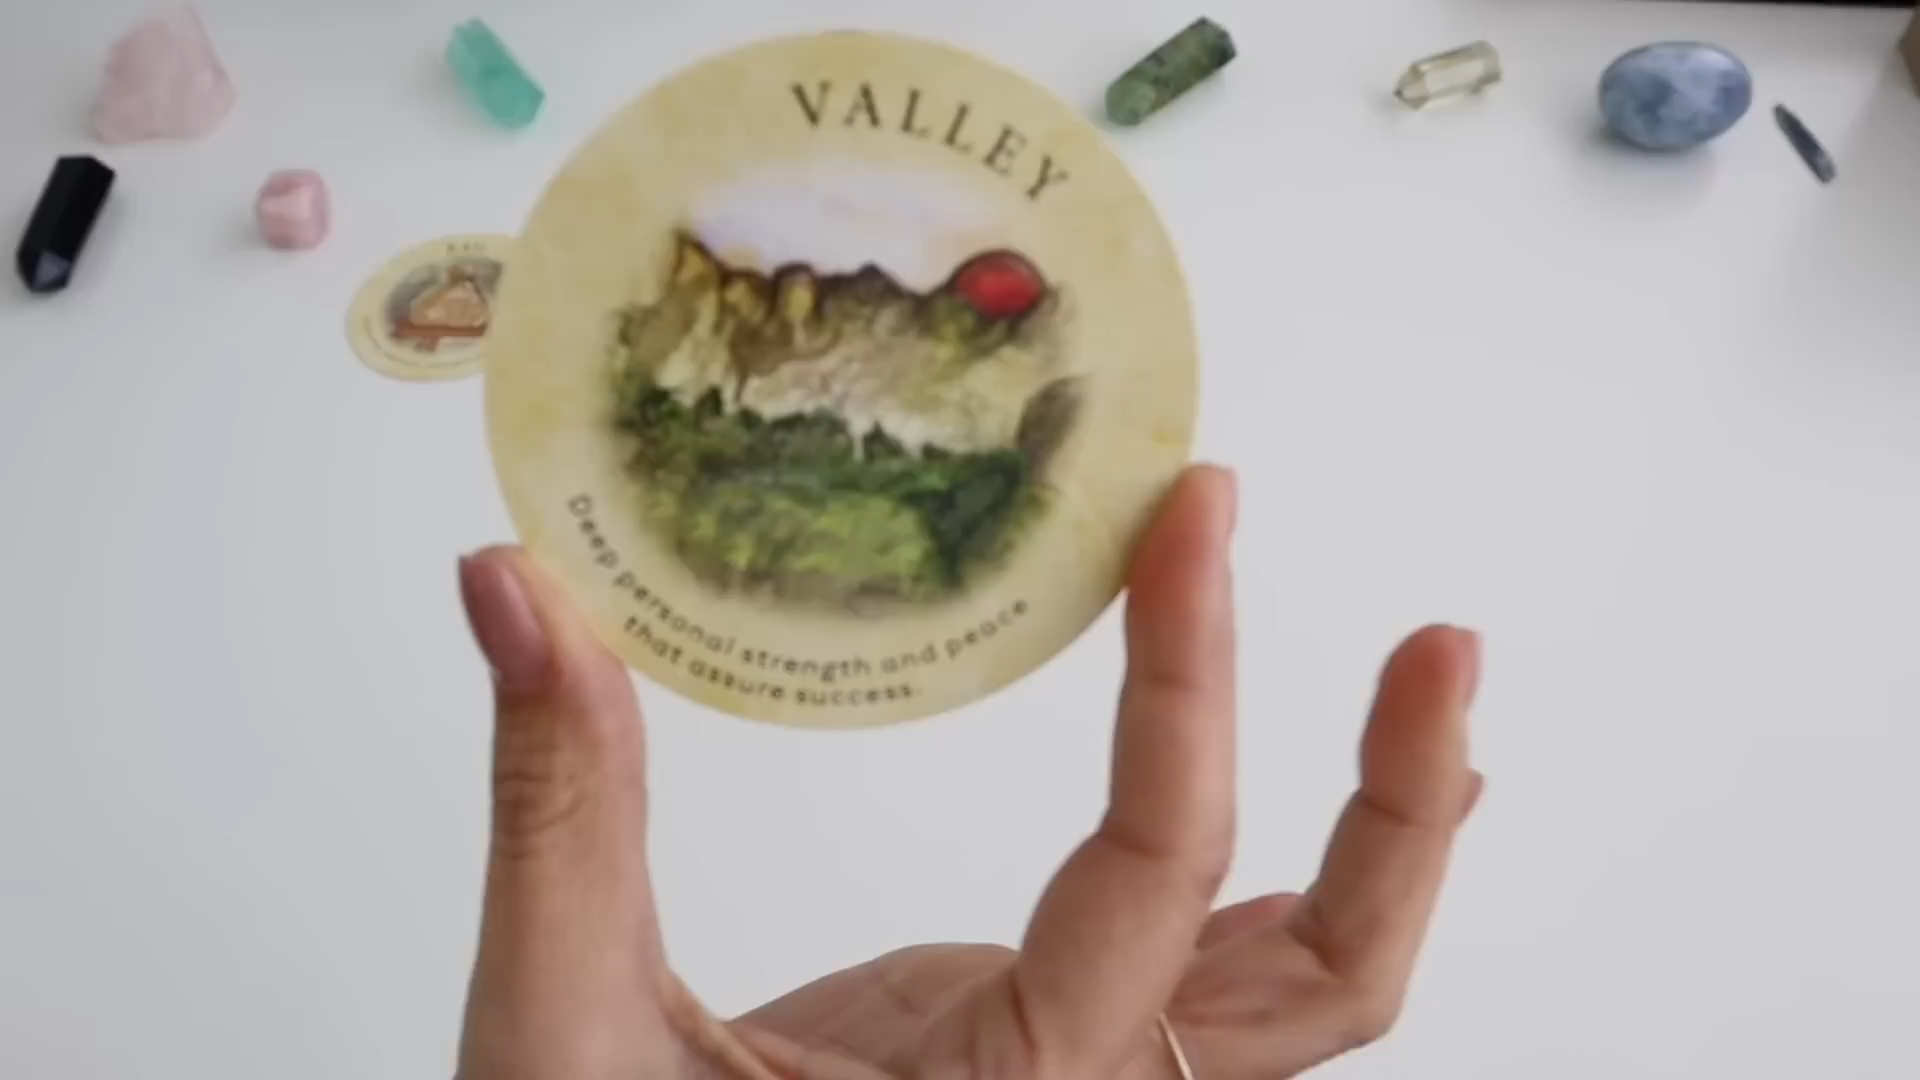 VALLEY
Deep personal strength and peace
that assure success.